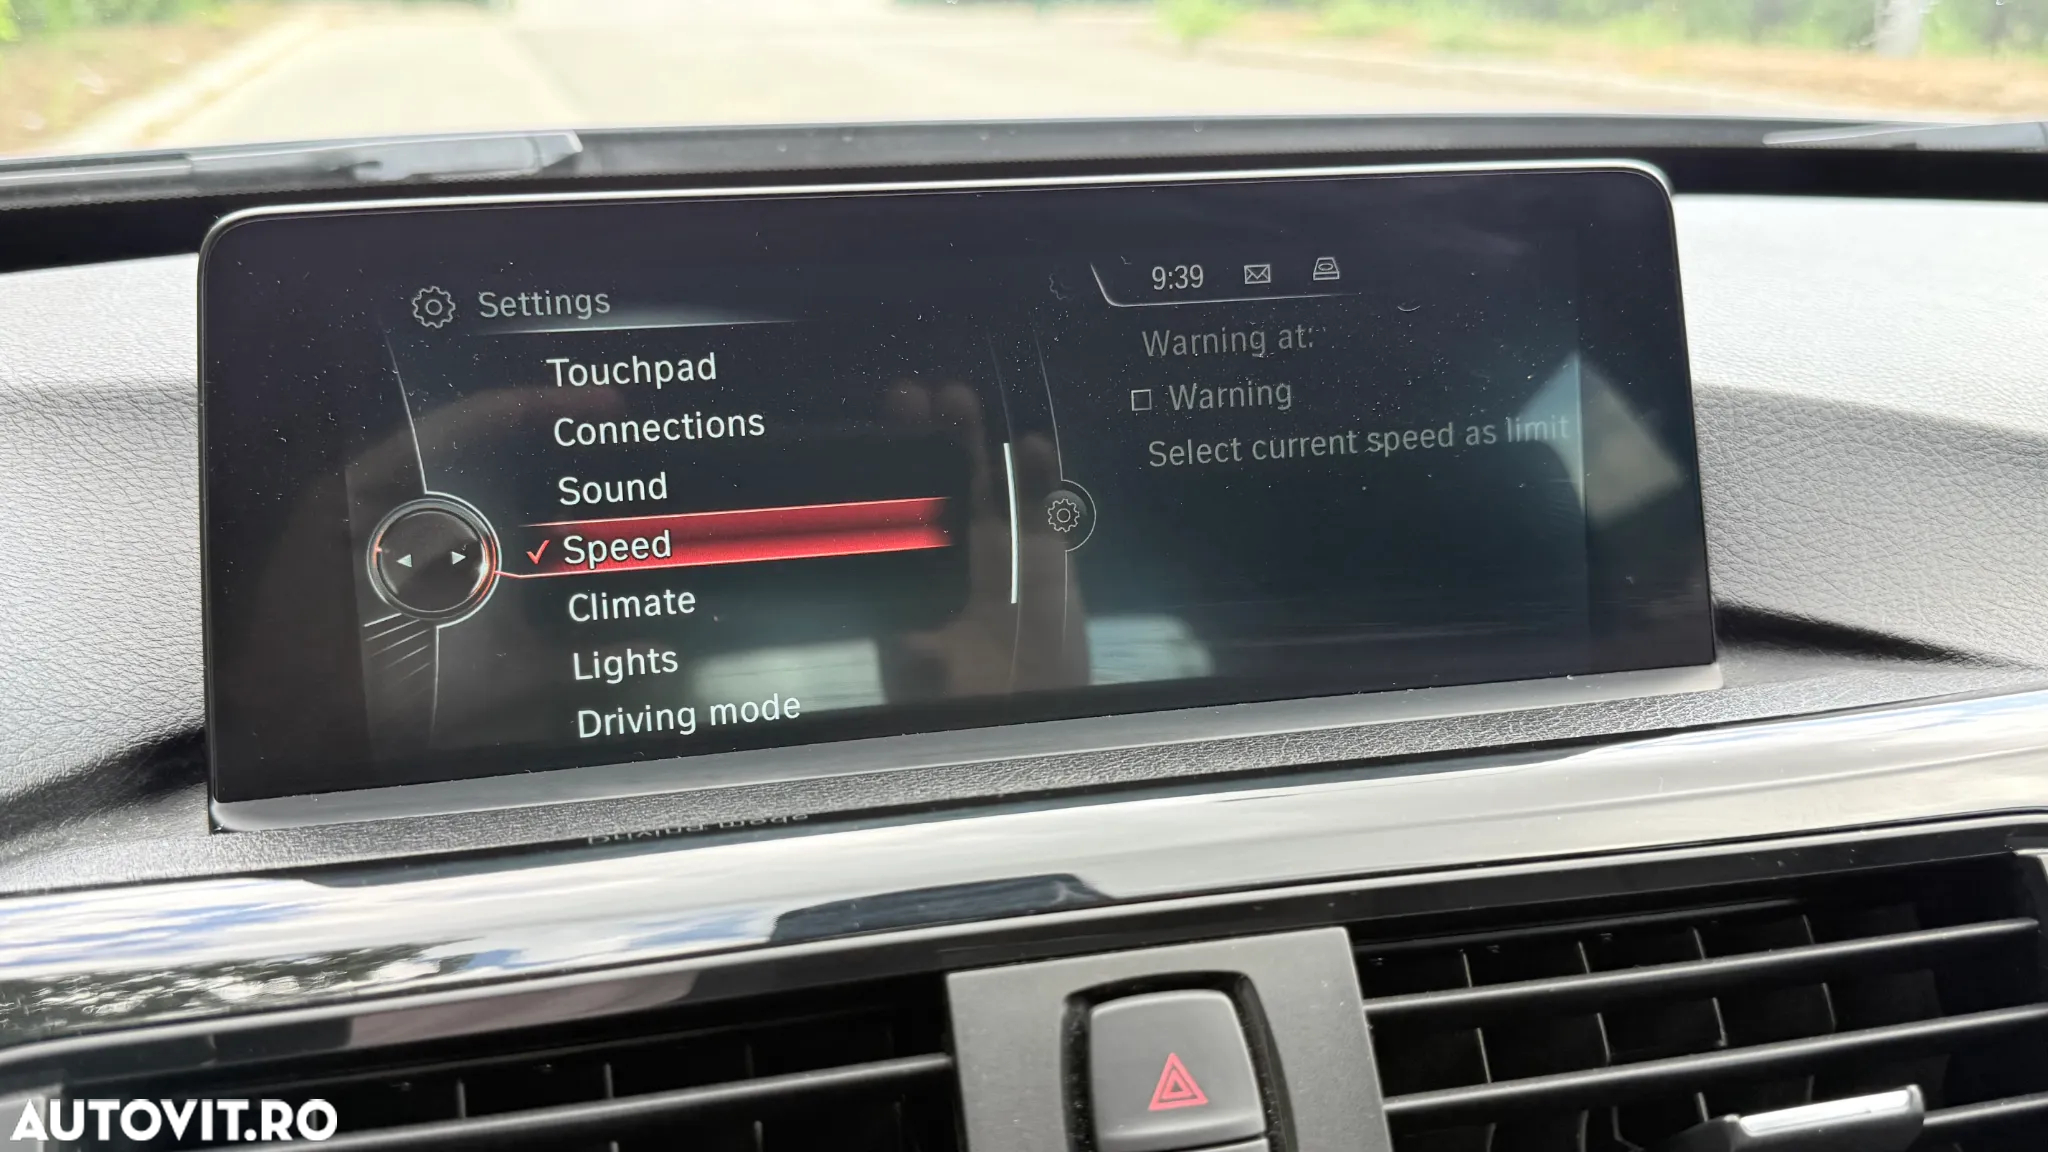 Settings
Touchpad
Connections
Sound
Speed
Climate
Lights
Driving mode
9:39
Warning at:
Warning
Select current speed as limit
AUTOVIT.RO